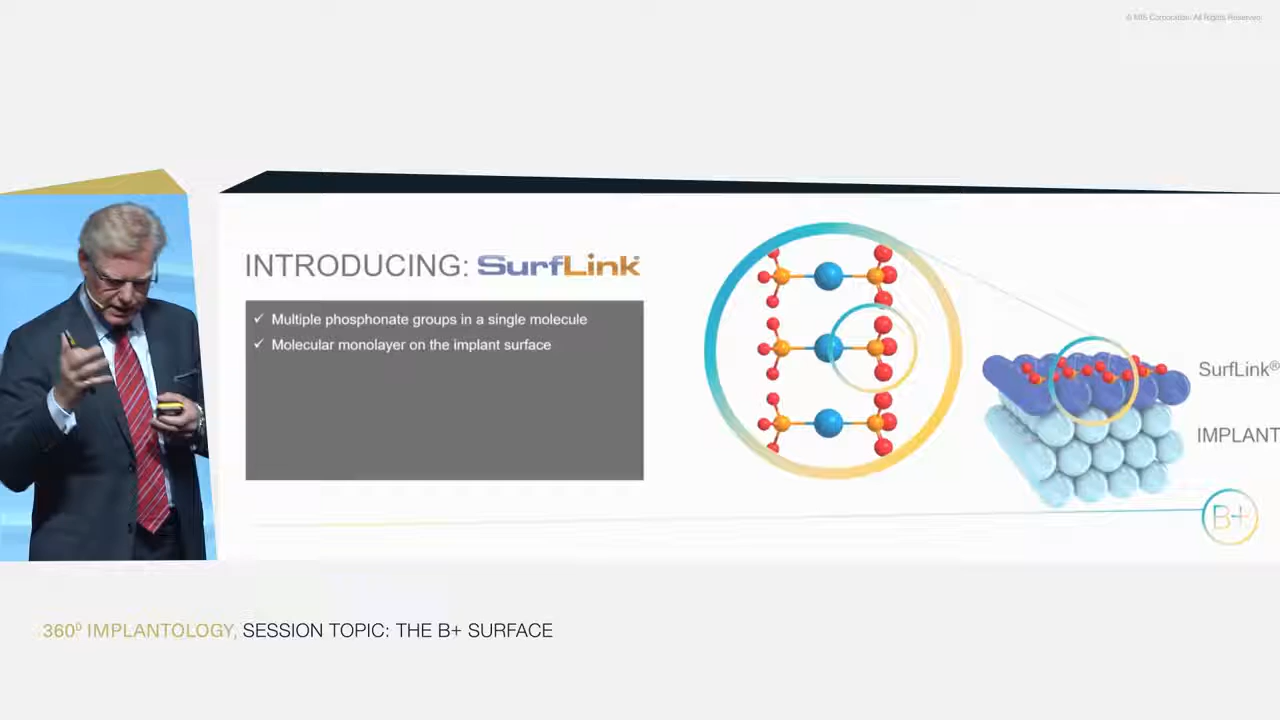 © MIS Corporation. All Rights Reserved.
INTRODUCING: SurfLink®
✓ Multiple phosphonate groups in a single molecule
✓ Molecular monolayer on the implant surface
SurfLink®
IMPLANT
B+
360⁰ IMPLANTOLOGY, SESSION TOPIC: THE B+ SURFACE